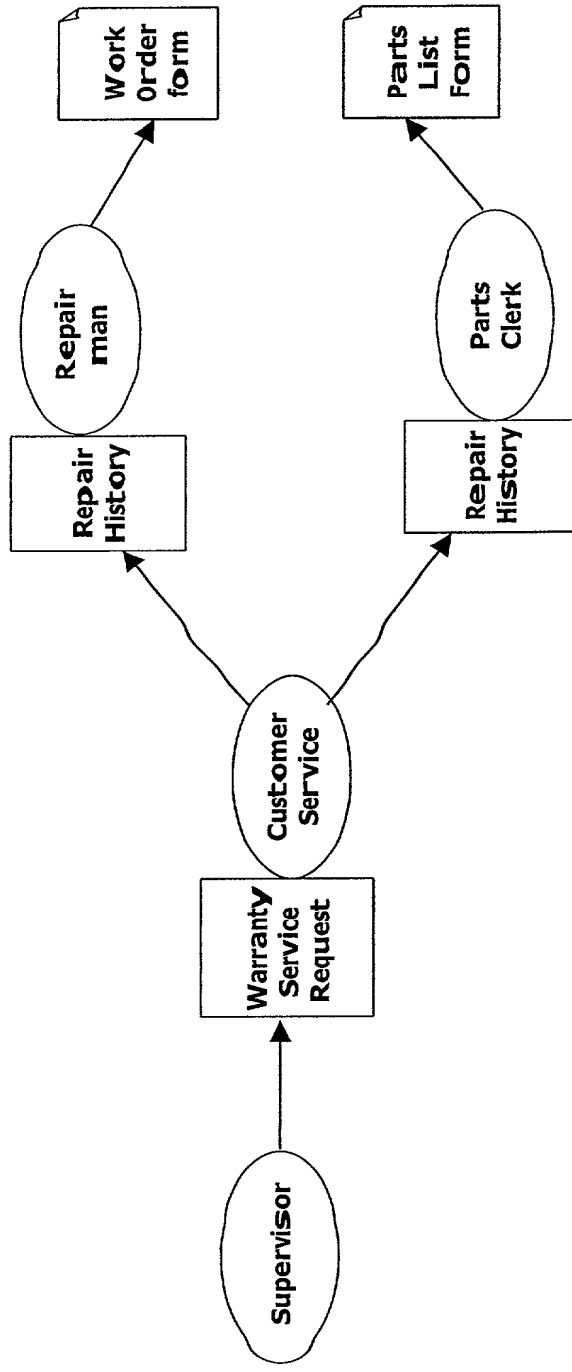 Supervisor
Warranty
Service
Request
Customer
Service
Repair
History
Repair
man
Work
Order
form
Repair
History
Parts
Clerk
Parts
List
Form